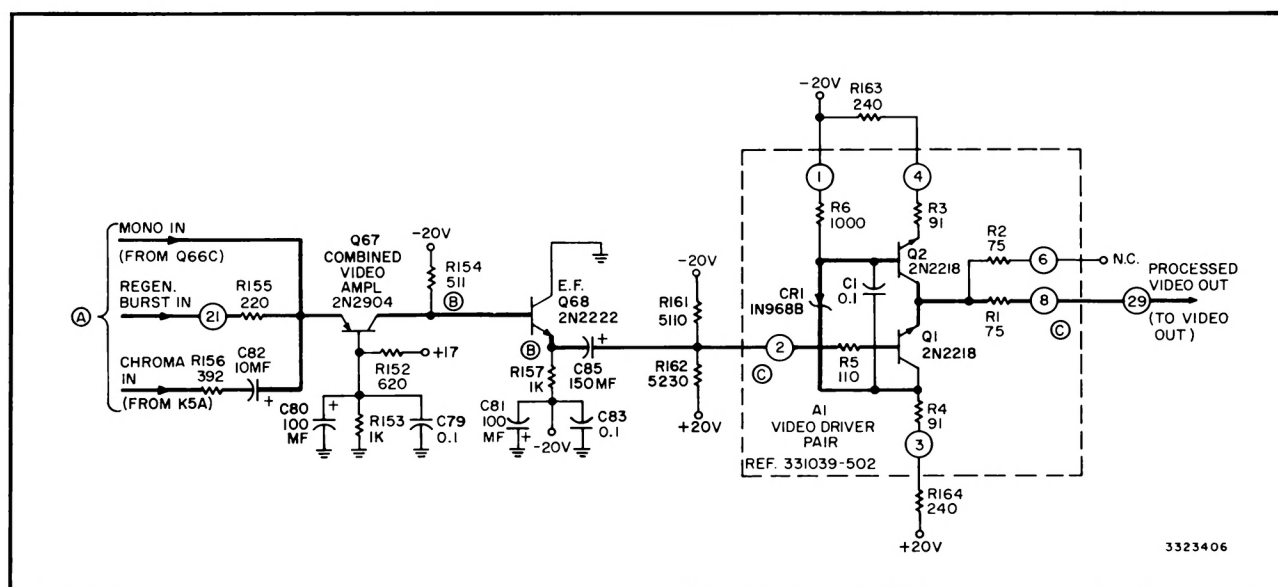 MONO IN
(FROM Q66C)
REGEN.
BURST IN
21
R155
220
A
CHROMA
IN
(FROM K5A)
R156
392
C82
10MF
+
Q67
COMBINED
VIDEO
AMPL
2N2904
-20V
R154
511
B
R152
620
+17
C80
100
MF
+
R153
1K
C79
0.1
E.F.
Q68
2N2222
B
R157
1K
C85
150MF
+
C81
100
MF
+
-20V
C83
0.1
-20V
R161
5110
R162
5230
+20V
2
C
-20V
R163
240
1
4
R6
1000
R3
91
Q2
2N2218
CR1
1N968B
C1
0.1
R5
110
Q1
2N2218
R4
91
3
A1
VIDEO DRIVER
PAIR
REF. 331039-502
R164
240
+20V
R2
75
6
N.C.
R1
75
8
C
29
PROCESSED
VIDEO OUT
(TO VIDEO
OUT)
3323406